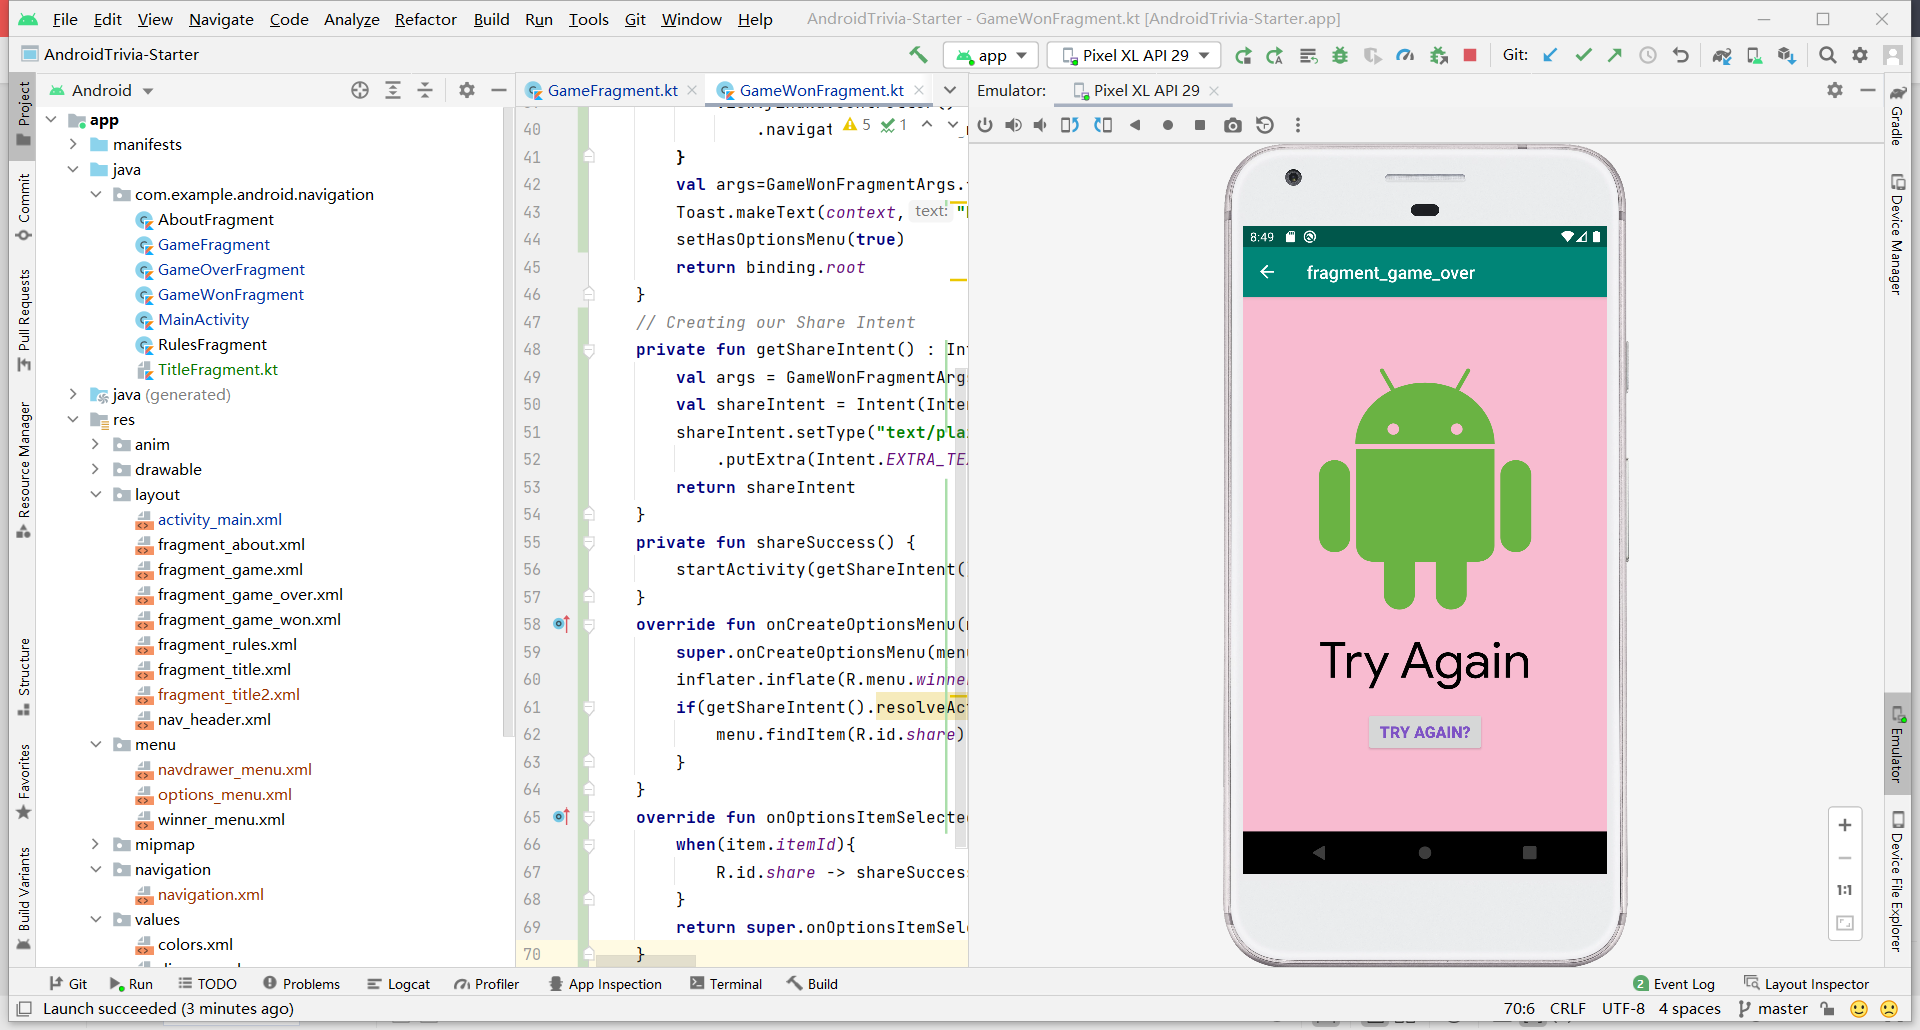 File Edit View Navigate Code Analyze Refactor Build Run Tools Git Window Help AndroidTrivia-Starter - GameWonFragment.kt [AndroidTrivia-Starter.app]
AndroidTrivia-Starter app Pixel XL API 29 Git:
Project
Commit
Pull Requests
Resource Manager
Structure
Favorites
Build Variants
Android
app
manifests
java
com.example.android.navigation
AboutFragment
GameFragment
GameOverFragment
GameWonFragment
MainActivity
RulesFragment
TitleFragment.kt
java (generated)
res
anim
drawable
layout
activity_main.xml
fragment_about.xml
fragment_game.xml
fragment_game_over.xml
fragment_game_won.xml
fragment_rules.xml
fragment_title.xml
fragment_title2.xml
nav_header.xml
menu
navdrawer_menu.xml
options_menu.xml
winner_menu.xml
mipmap
navigation
navigation.xml
values
colors.xml
GameFragment.kt GameWonFragment.kt
5 1
40 .navigat
41 }
42 val args=GameWonFragmentArgs.
43 Toast.makeText(context, text: "
44 setHasOptionsMenu(true)
45 return binding.root
46 }
47 // Creating our Share Intent
48 private fun getShareIntent() : In
49 val args = GameWonFragmentArg
50 val shareIntent = Intent(Inte
51 shareIntent.setType("text/pla
52 .putExtra(Intent.EXTRA_TE
53 return shareIntent
54 }
55 private fun shareSuccess() {
56 startActivity(getShareIntent(
57 }
58 override fun onCreateOptionsMenu(
59 super.onCreateOptionsMenu(men
60 inflater.inflate(R.menu.winne
61 if(getShareIntent().resolveAc
62 menu.findItem(R.id.share)
63 }
64 }
65 override fun onOptionsItemSelecte
66 when(item.itemId){
67 R.id.share -> shareSucces
68 }
69 return super.onOptionsItemSel
70 }
Emulator: Pixel XL API 29
8:49
fragment_game_over
Try Again
TRY AGAIN?
1:1
Gradle
Device Manager
Emulator
Device File Explorer
Git Run TODO Problems Logcat Profiler App Inspection Terminal Build 2 Event Log Layout Inspector
Launch succeeded (3 minutes ago) 70:6 CRLF UTF-8 4 spaces master